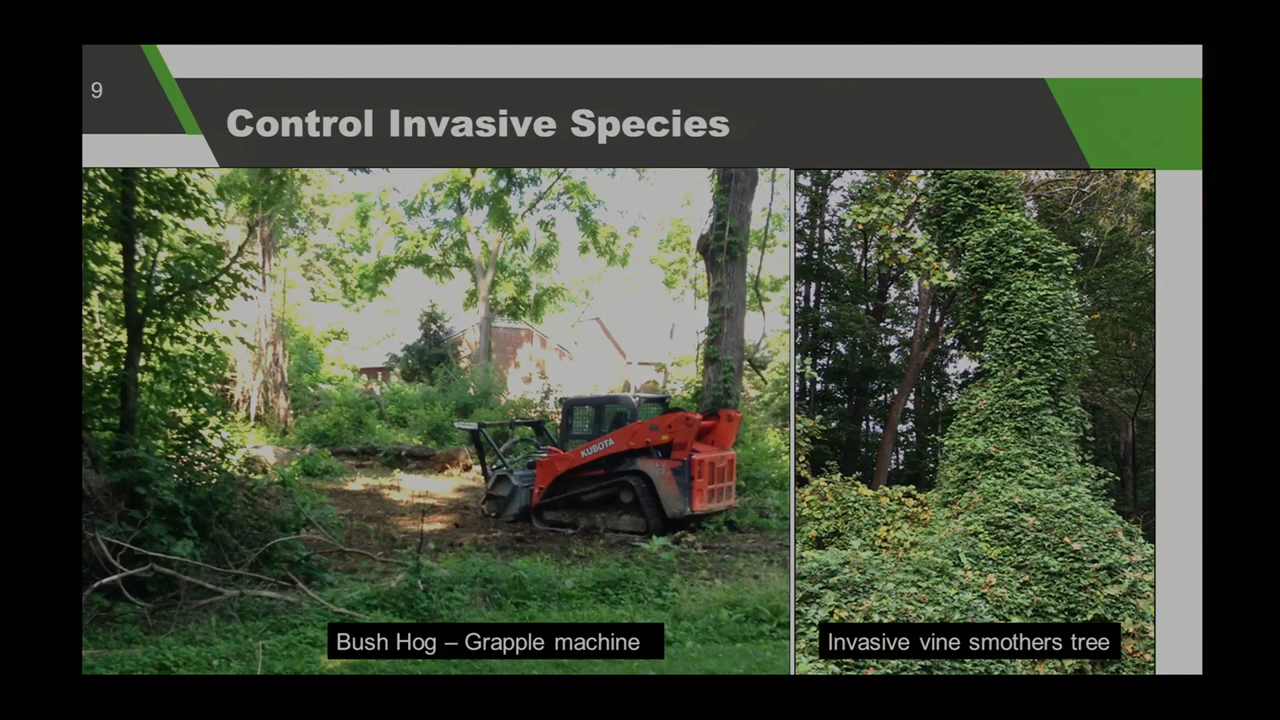 9
Control Invasive Species
KUBOTA
Bush Hog – Grapple machine
Invasive vine smothers tree